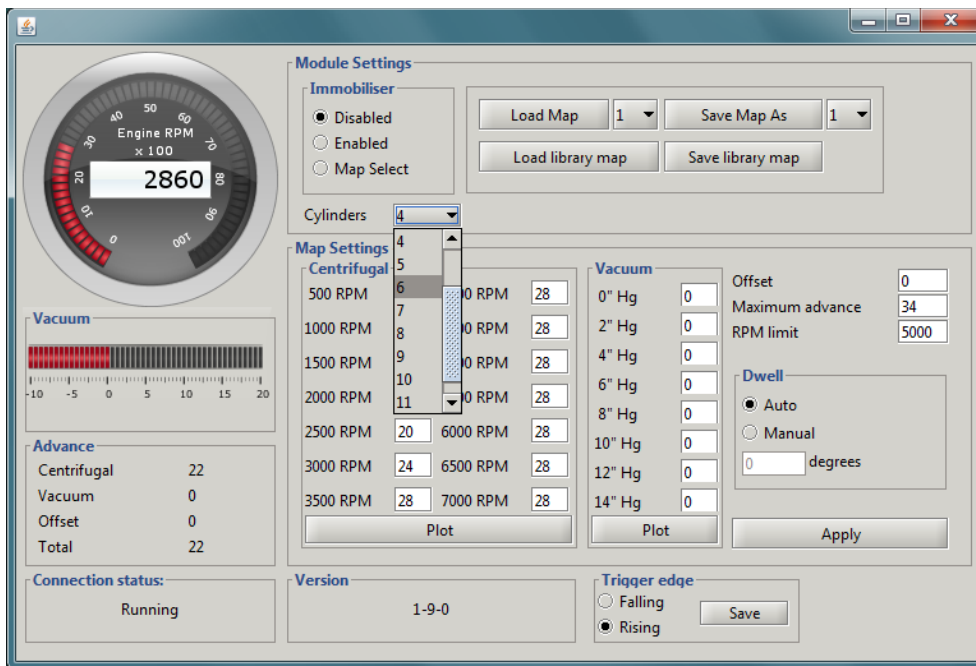 Engine RPM
x 100
2860
0
10
20
30
40
50
60
70
80
90
100
Module Settings
Immobiliser
Disabled
Enabled
Map Select
Load Map 1 Save Map As 1
Load library map Save library map
Cylinders 4
4
5
6
7
8
9
10
11
Vacuum
-10 -5 0 5 10 15 20
Advance
Centrifugal 22
Vacuum 0
Offset 0
Total 22
Map Settings
Centrifugal
500 RPM 0 RPM 28
1000 RPM 00 RPM 28
1500 RPM 0 RPM 28
2000 RPM 00 RPM 28
2500 RPM 20 6000 RPM 28
3000 RPM 24 6500 RPM 28
3500 RPM 28 7000 RPM 28
Plot
Vacuum
0" Hg 0
2" Hg 0
4" Hg 0
6" Hg 0
8" Hg 0
10" Hg 0
12" Hg 0
14" Hg 0
Plot
Offset 0
Maximum advance 34
RPM limit 5000
Dwell
Auto
Manual
0 degrees
Apply
Connection status:
Running
Version
1-9-0
Trigger edge
Falling
Rising
Save